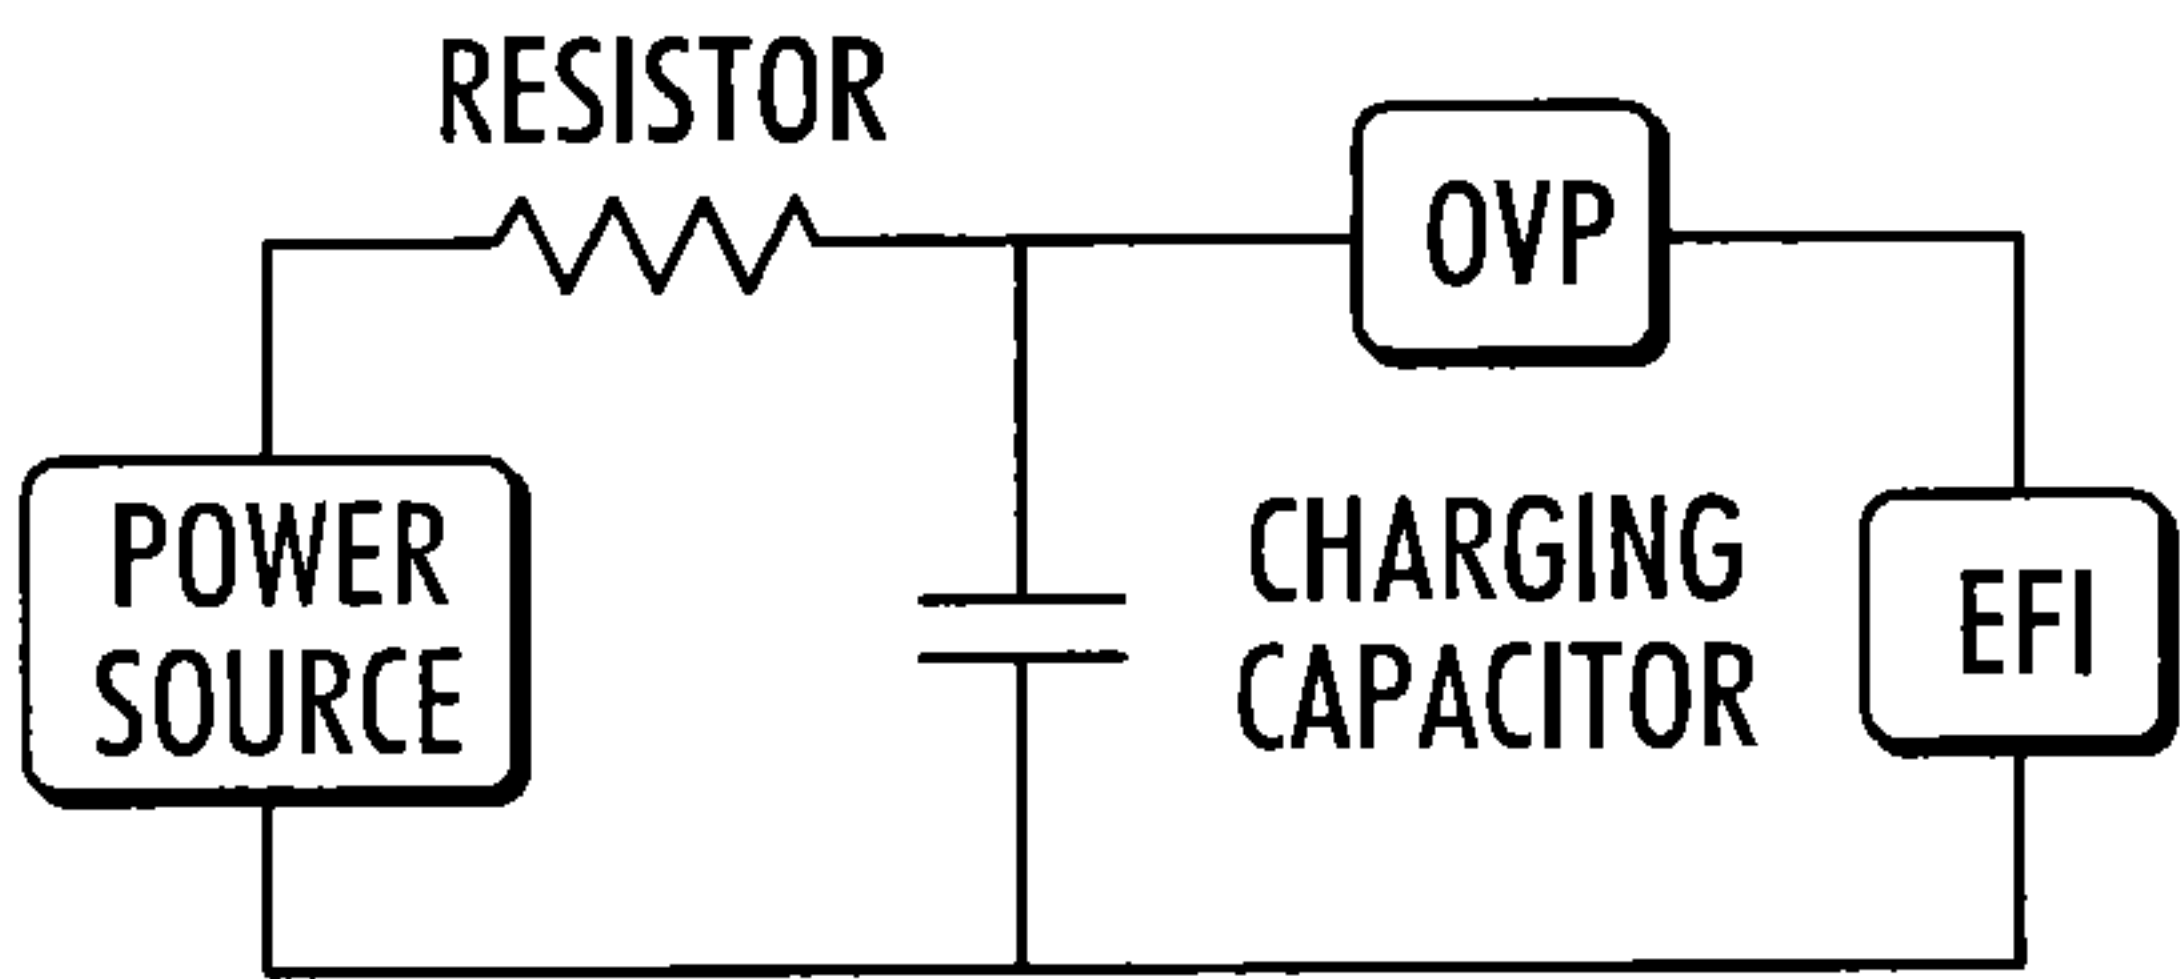 RESISTOR
OVP
POWER
SOURCE
CHARGING
CAPACITOR
EFI